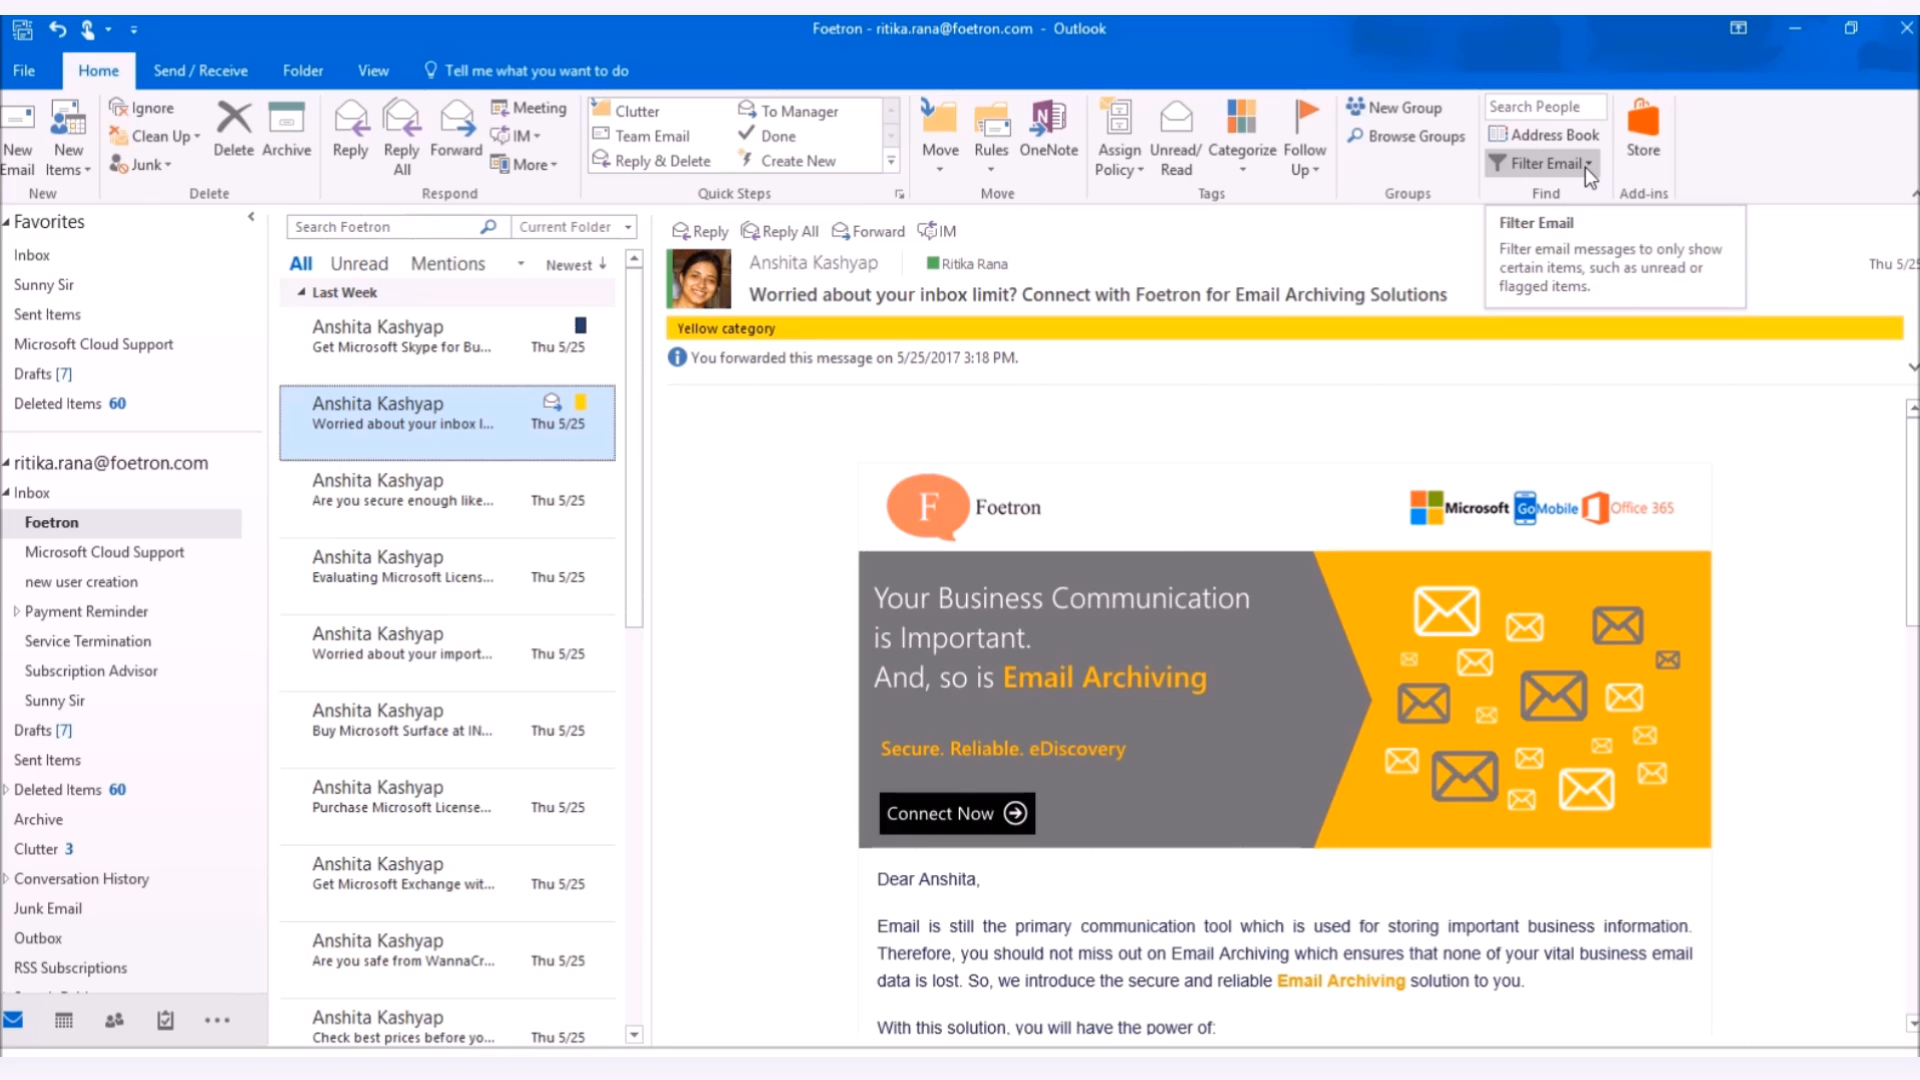 Foetron - ritika.rana@foetron.com - Outlook
File
Home
Send / Receive
Folder
View
Tell me what you want to do
New
Email
New
Items
New
Ignore
Clean Up
Junk
Delete
Archive
Delete
Reply
Reply
All
Forward
Meeting
IM
More
Respond
Clutter
Team Email
Reply & Delete
To Manager
Done
Create New
Quick Steps
Move
Rules
OneNote
Move
Assign
Policy
Unread/
Read
Categorize
Follow
Up
Tags
New Group
Browse Groups
Groups
Search People
Address Book
Filter Email
Find
Store
Add-ins
Filter Email
Filter email messages to only show
certain items, such as unread or
flagged items.
Favorites
Inbox
Sunny Sir
Sent Items
Microsoft Cloud Support
Drafts [7]
Deleted Items 60
ritika.rana@foetron.com
Inbox
Foetron
Microsoft Cloud Support
new user creation
Payment Reminder
Service Termination
Subscription Advisor
Sunny Sir
Drafts [7]
Sent Items
Deleted Items 60
Archive
Clutter 3
Conversation History
Junk Email
Outbox
RSS Subscriptions
Search Foetron
Current Folder
All Unread Mentions
Newest
Last Week
Anshita Kashyap
Get Microsoft Skype for Bu... Thu 5/25
Anshita Kashyap
Worried about your inbox l... Thu 5/25
Anshita Kashyap
Are you secure enough like... Thu 5/25
Anshita Kashyap
Evaluating Microsoft Licens... Thu 5/25
Anshita Kashyap
Worried about your import... Thu 5/25
Anshita Kashyap
Buy Microsoft Surface at IN... Thu 5/25
Anshita Kashyap
Purchase Microsoft License... Thu 5/25
Anshita Kashyap
Get Microsoft Exchange wit... Thu 5/25
Anshita Kashyap
Are you safe from WannaCr... Thu 5/25
Anshita Kashyap
Check best prices before yo... Thu 5/25
Reply Reply All Forward IM
Anshita Kashyap
Ritika Rana
Thu 5/25
Worried about your inbox limit? Connect with Foetron for Email Archiving Solutions
Yellow category
You forwarded this message on 5/25/2017 3:18 PM.
F
Foetron
Microsoft
GoMobile
Office 365
Your Business Communication
is Important.
And, so is Email Archiving
Secure. Reliable. eDiscovery
Connect Now
Dear Anshita,
Email is still the primary communication tool which is used for storing important business information.
Therefore, you should not miss out on Email Archiving which ensures that none of your vital business email
data is lost. So, we introduce the secure and reliable Email Archiving solution to you.
With this solution, you will have the power of: